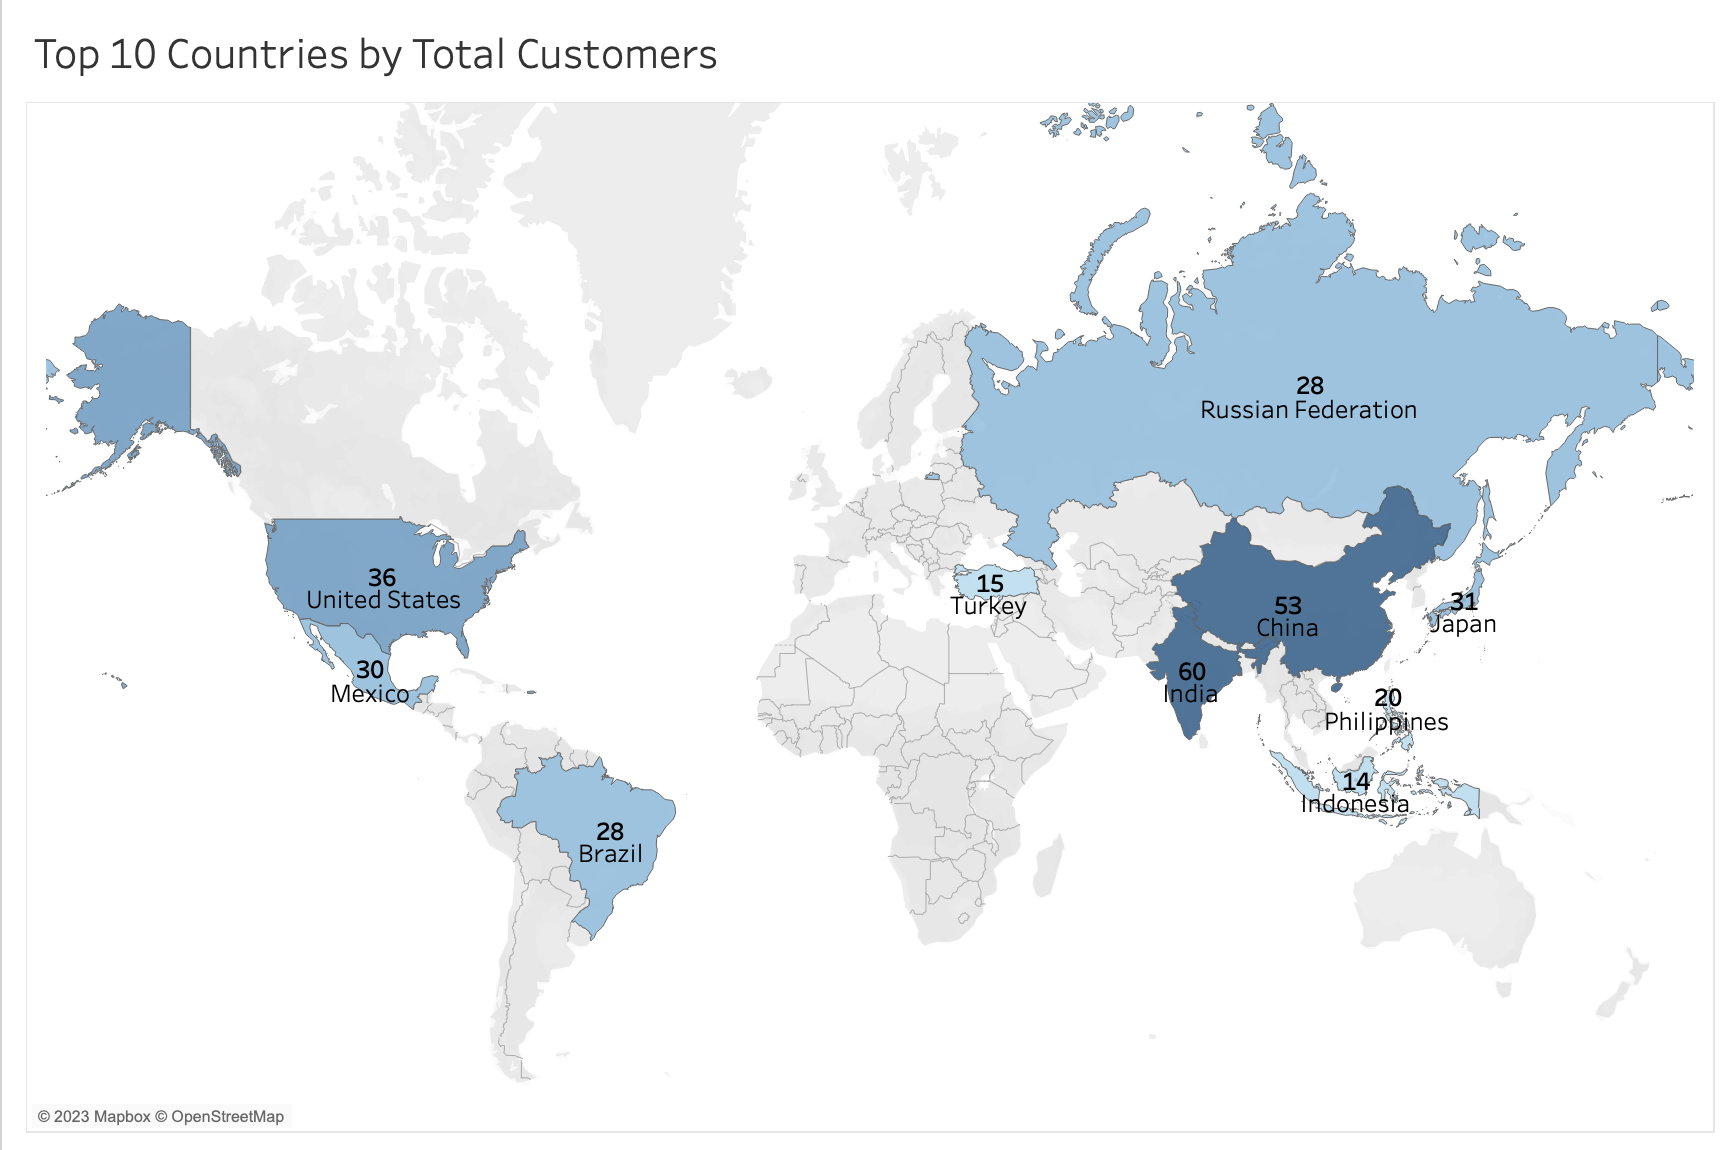 Top 10 Countries by Total Customers
28
Russian Federation
36
United States
15
Turkey
53
China
31
Japan
30
Mexico
60
India
20
Philippines
14
Indonesia
28
Brazil
© 2023 Mapbox © OpenStreetMap